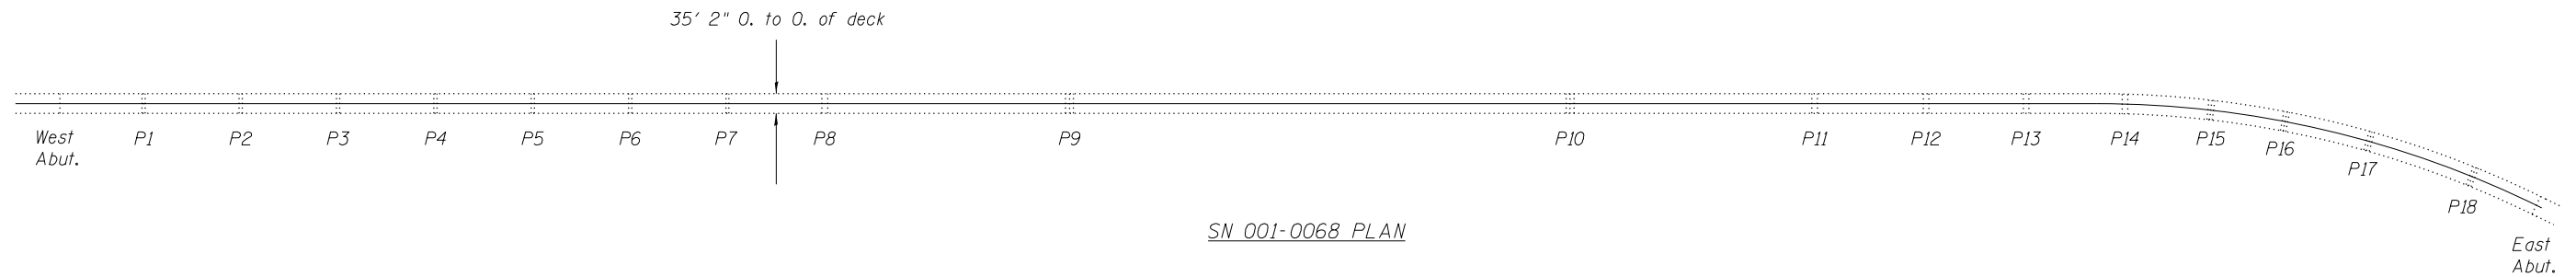 35' 2" O. to O. of deck
West
Abut.
P1
P2
P3
P4
P5
P6
P7
P8
P9
P10
P11
P12
P13
P14
P15
P16
P17
P18
SN 001-0068 PLAN
East
Abut.